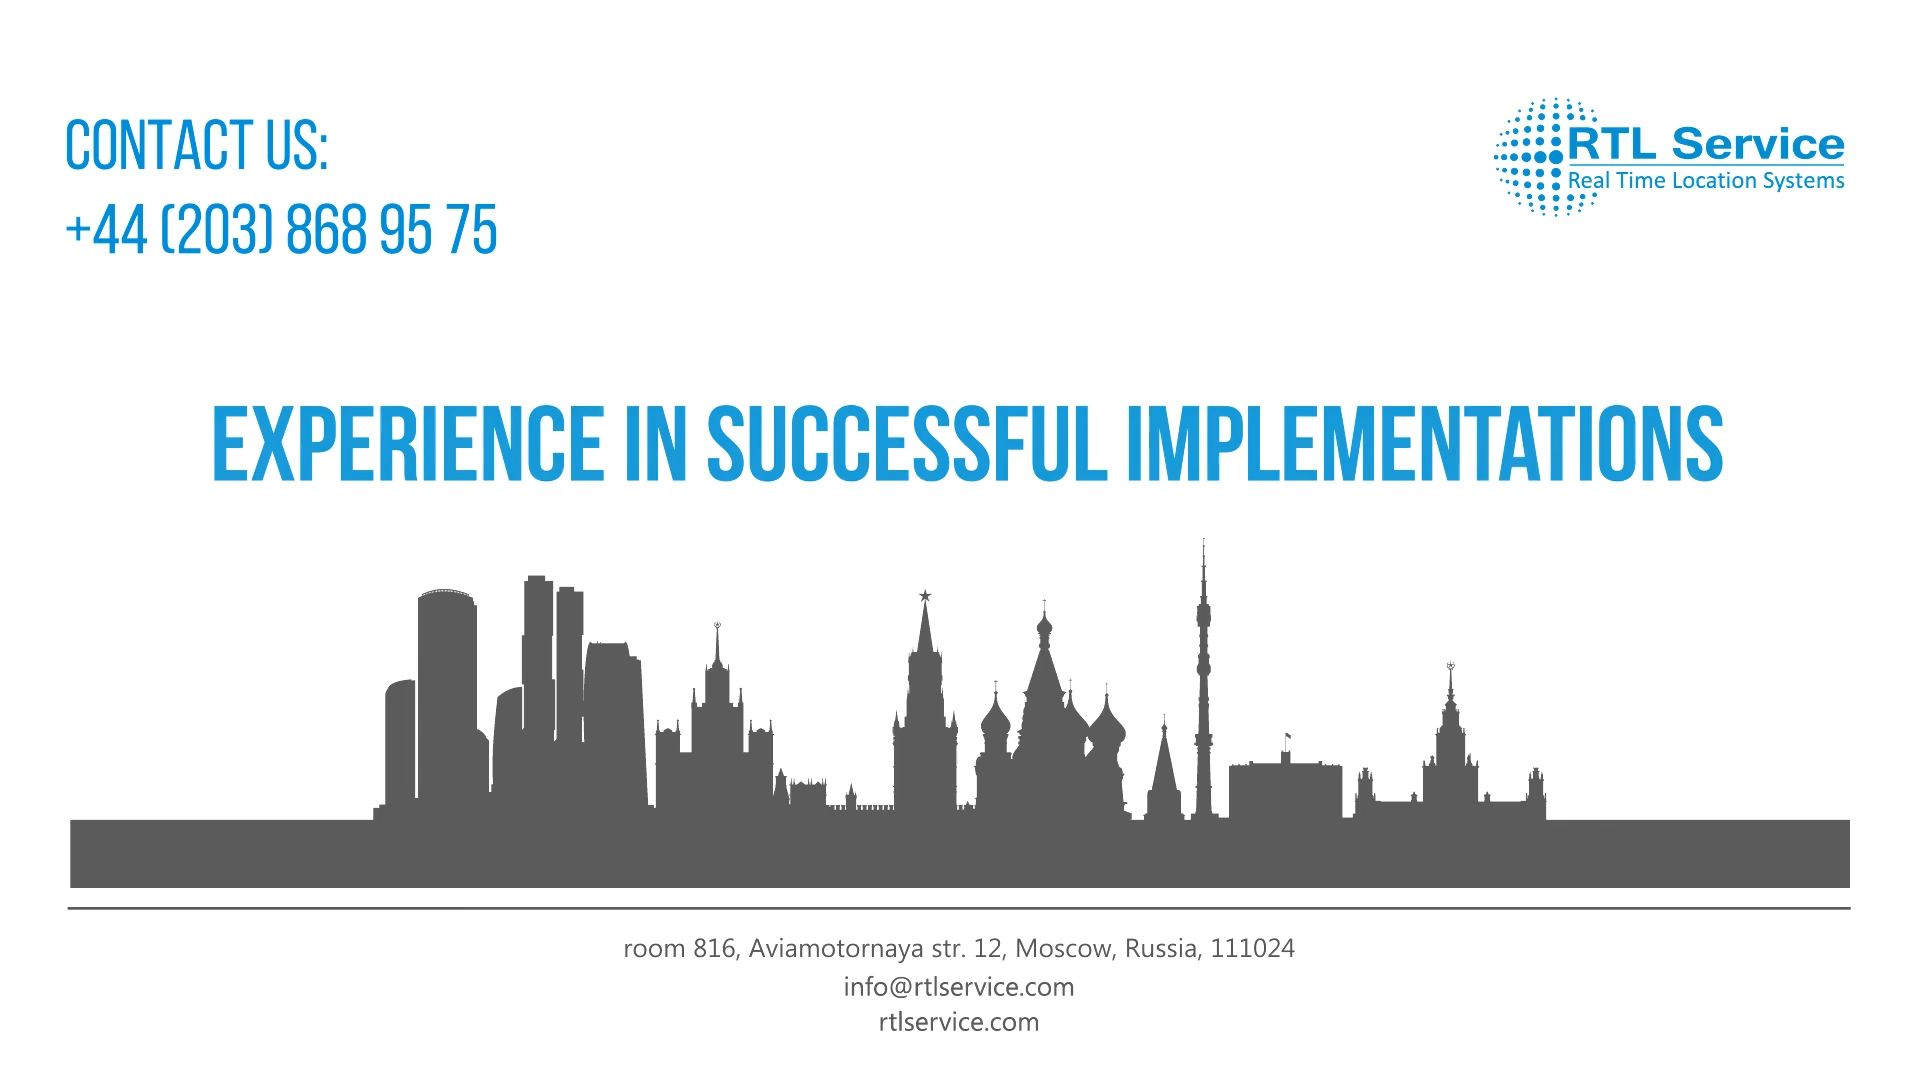 CONTACT US:
+44 (203) 868 95 75
RTL Service
Real Time Location Systems
EXPERIENCE IN SUCCESSFUL IMPLEMENTATIONS
room 816, Aviamotornaya str. 12, Moscow, Russia, 111024
info@rtlservice.com
rtlservice.com